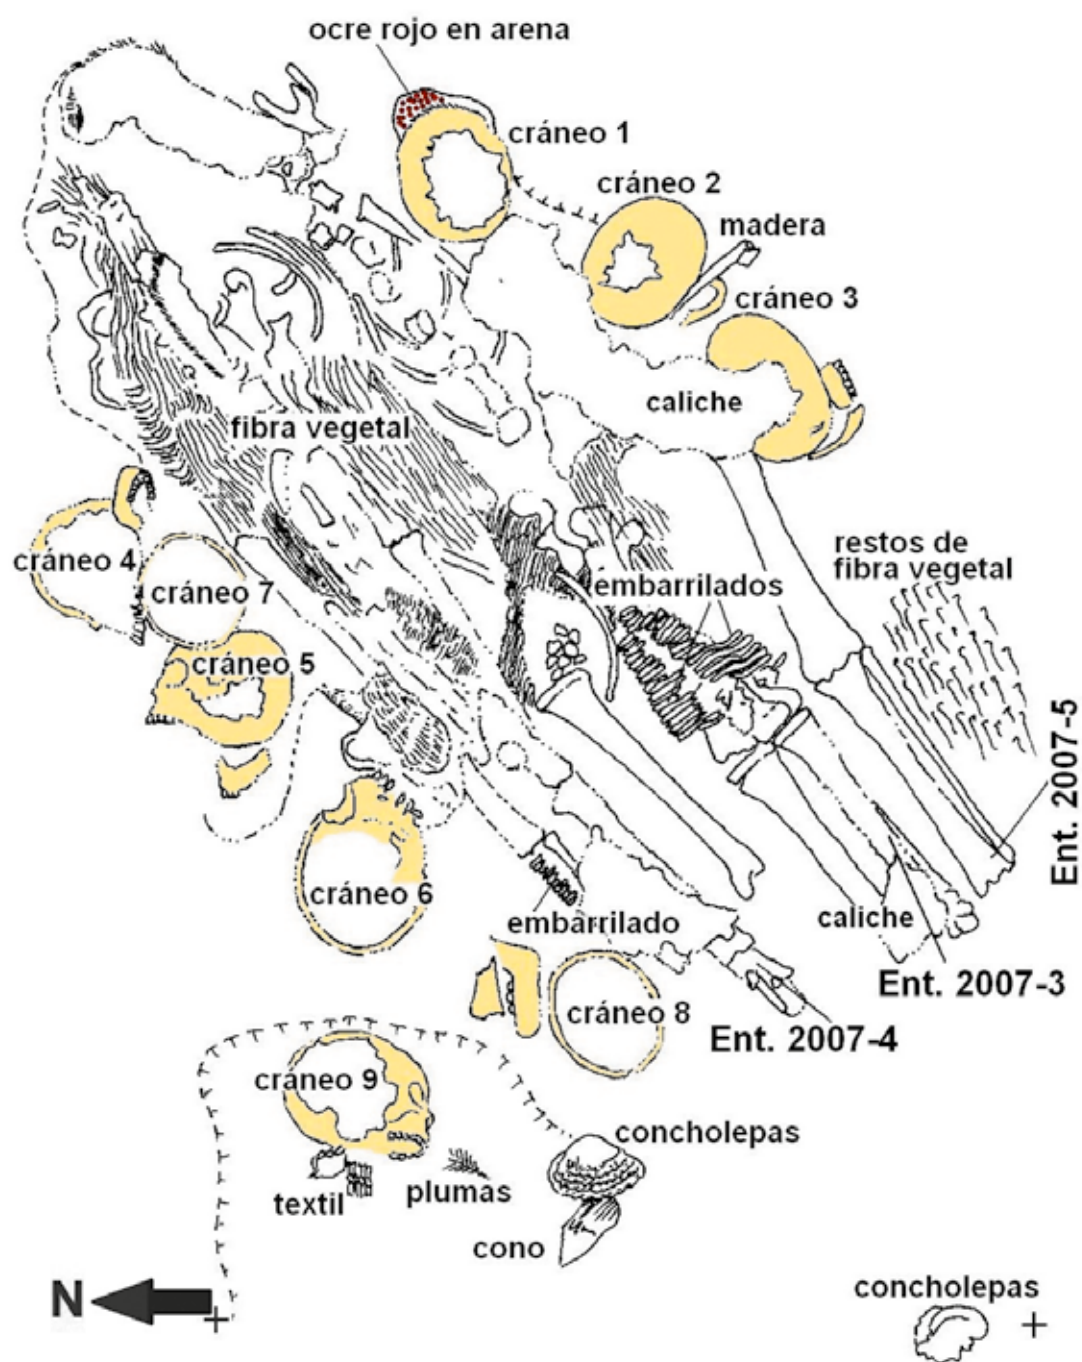 ocre rojo en arena
cráneo 1
cráneo 2
madera
cráneo 3
caliche
fibra vegetal
cráneo 4
cráneo 7
cráneo 5
restos de
fibra vegetal
embarrilados
Ent. 2007-5
cráneo 6
embarrilado
caliche
Ent. 2007-3
cráneo 8
Ent. 2007-4
cráneo 9
concholepas
textil
plumas
cono
N
concholepas